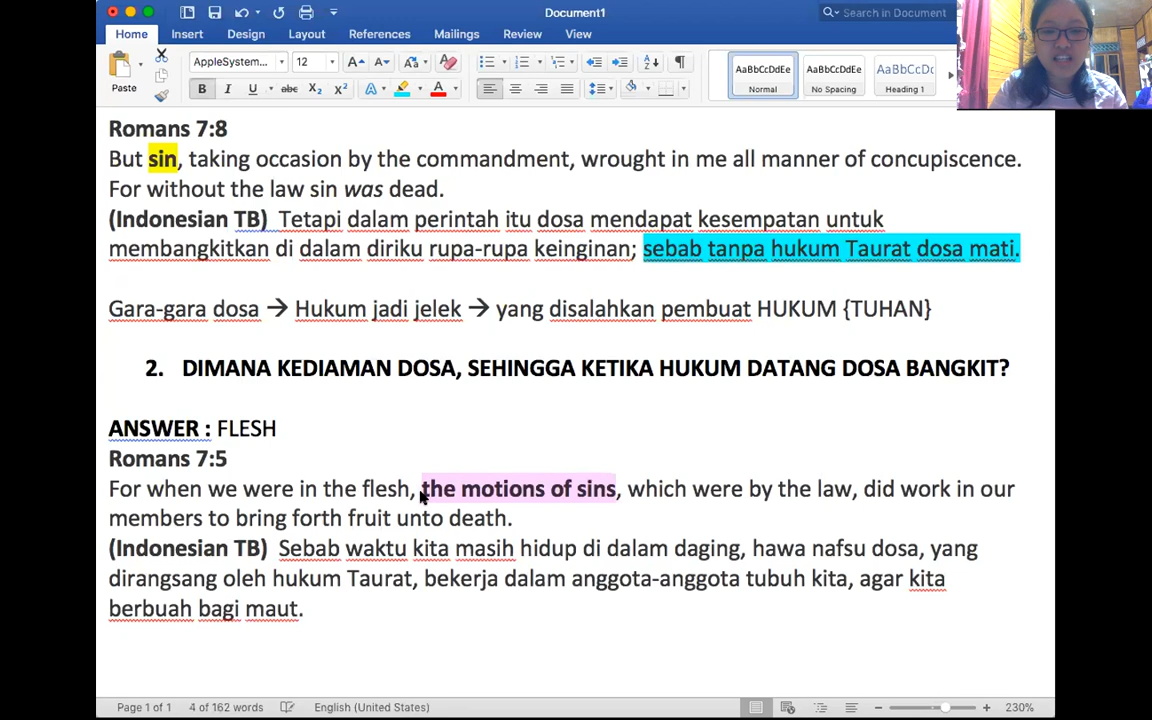 Document1
Search in Document
Home Insert Design Layout References Mailings Review View
Paste
AppleSystem... 12
AaBbCcDdEe AaBbCcDdEe AaBbCcDc
Normal No Spacing Heading 1
Romans 7:8
But sin, taking occasion by the commandment, wrought in me all manner of concupiscence.
For without the law sin was dead.
(Indonesian TB) Tetapi dalam perintah itu dosa mendapat kesempatan untuk
membangkitkan di dalam diriku rupa-rupa keinginan; sebab tanpa hukum Taurat dosa mati.
Gara-gara dosa → Hukum jadi jelek → yang disalahkan pembuat HUKUM {TUHAN}
2. DIMANA KEDIAMAN DOSA, SEHINGGA KETIKA HUKUM DATANG DOSA BANGKIT?
ANSWER : FLESH
Romans 7:5
For when we were in the flesh, the motions of sins, which were by the law, did work in our
members to bring forth fruit unto death.
(Indonesian TB) Sebab waktu kita masih hidup di dalam daging, hawa nafsu dosa, yang
dirangsang oleh hukum Taurat, bekerja dalam anggota-anggota tubuh kita, agar kita
berbuah bagi maut.
Page 1 of 1 4 of 162 words English (United States) 230%